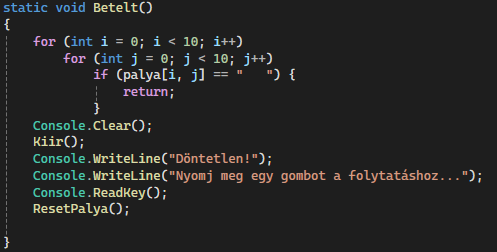 static void Betelt()
{
    for (int i = 0; i < 10; i++)
        for (int j = 0; j < 10; j++)
            if (palya[i, j] == "   ") {
                return;
            }
    Console.Clear();
    Kiir();
    Console.WriteLine("Döntetlen!");
    Console.WriteLine("Nyomj meg egy gombot a folytatáshoz...");
    Console.ReadKey();
    ResetPalya();
}